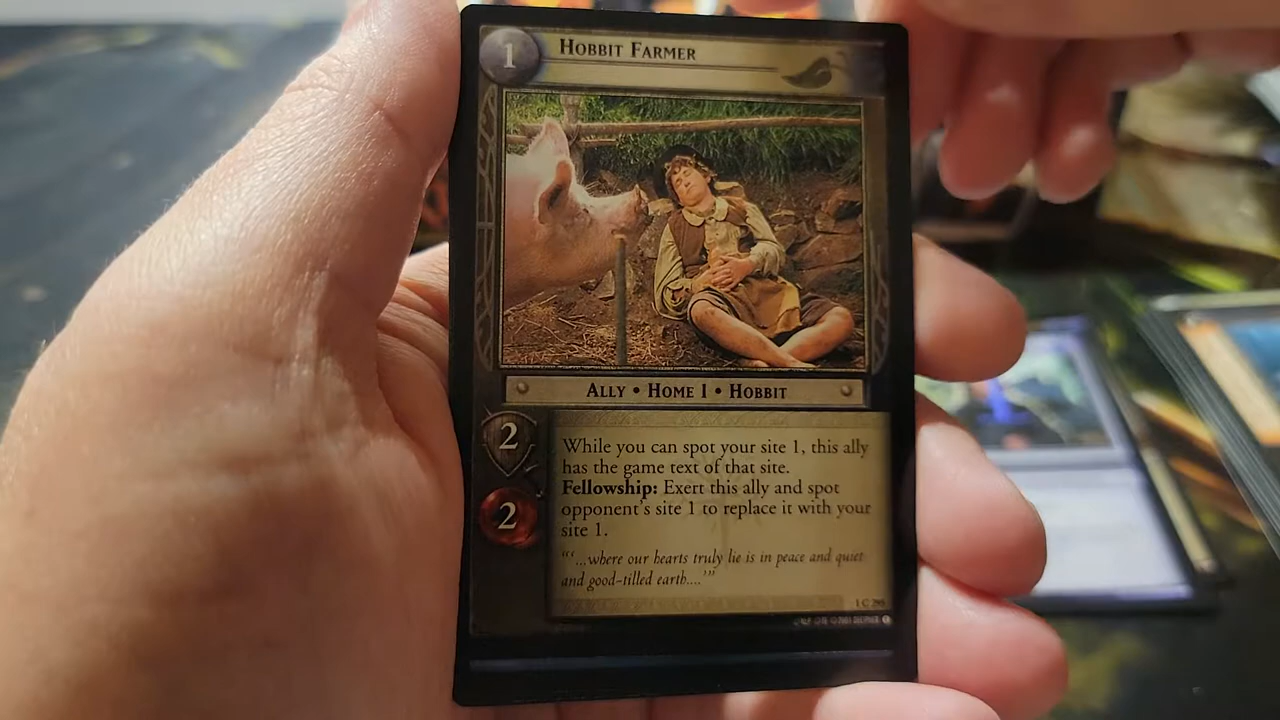 1
HOBBIT FARMER
ALLY • HOME 1 • HOBBIT
2
2
While you can spot your site 1, this ally
has the game text of that site.
Fellowship: Exert this ally and spot
opponent's site 1 to replace it with your
site 1.
"'...where our hearts truly lie is in peace and quiet
and good-tilled earth....'"
1 C 295